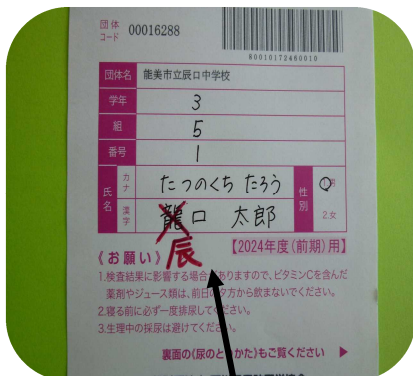 団体コード 00016288
80010172460010
団体名 能美市立辰口中学校
学年 3
組 5
番号 1
氏名 カナ たつのくち たろう 性別 1.男
漢字 龍口 太郎 2.女
辰
【2024年度(前期)用】
《お願い》
1.検査結果に影響する場合がありますので、ビタミンCを含んだ
薬剤やジュース類は、前日の夕方から飲まないでください。
2.寝る前に必ず一度排尿してください。
3.生理中の採尿は避けてください。
裏面の〈尿のとりかた〉もご覧ください ▶